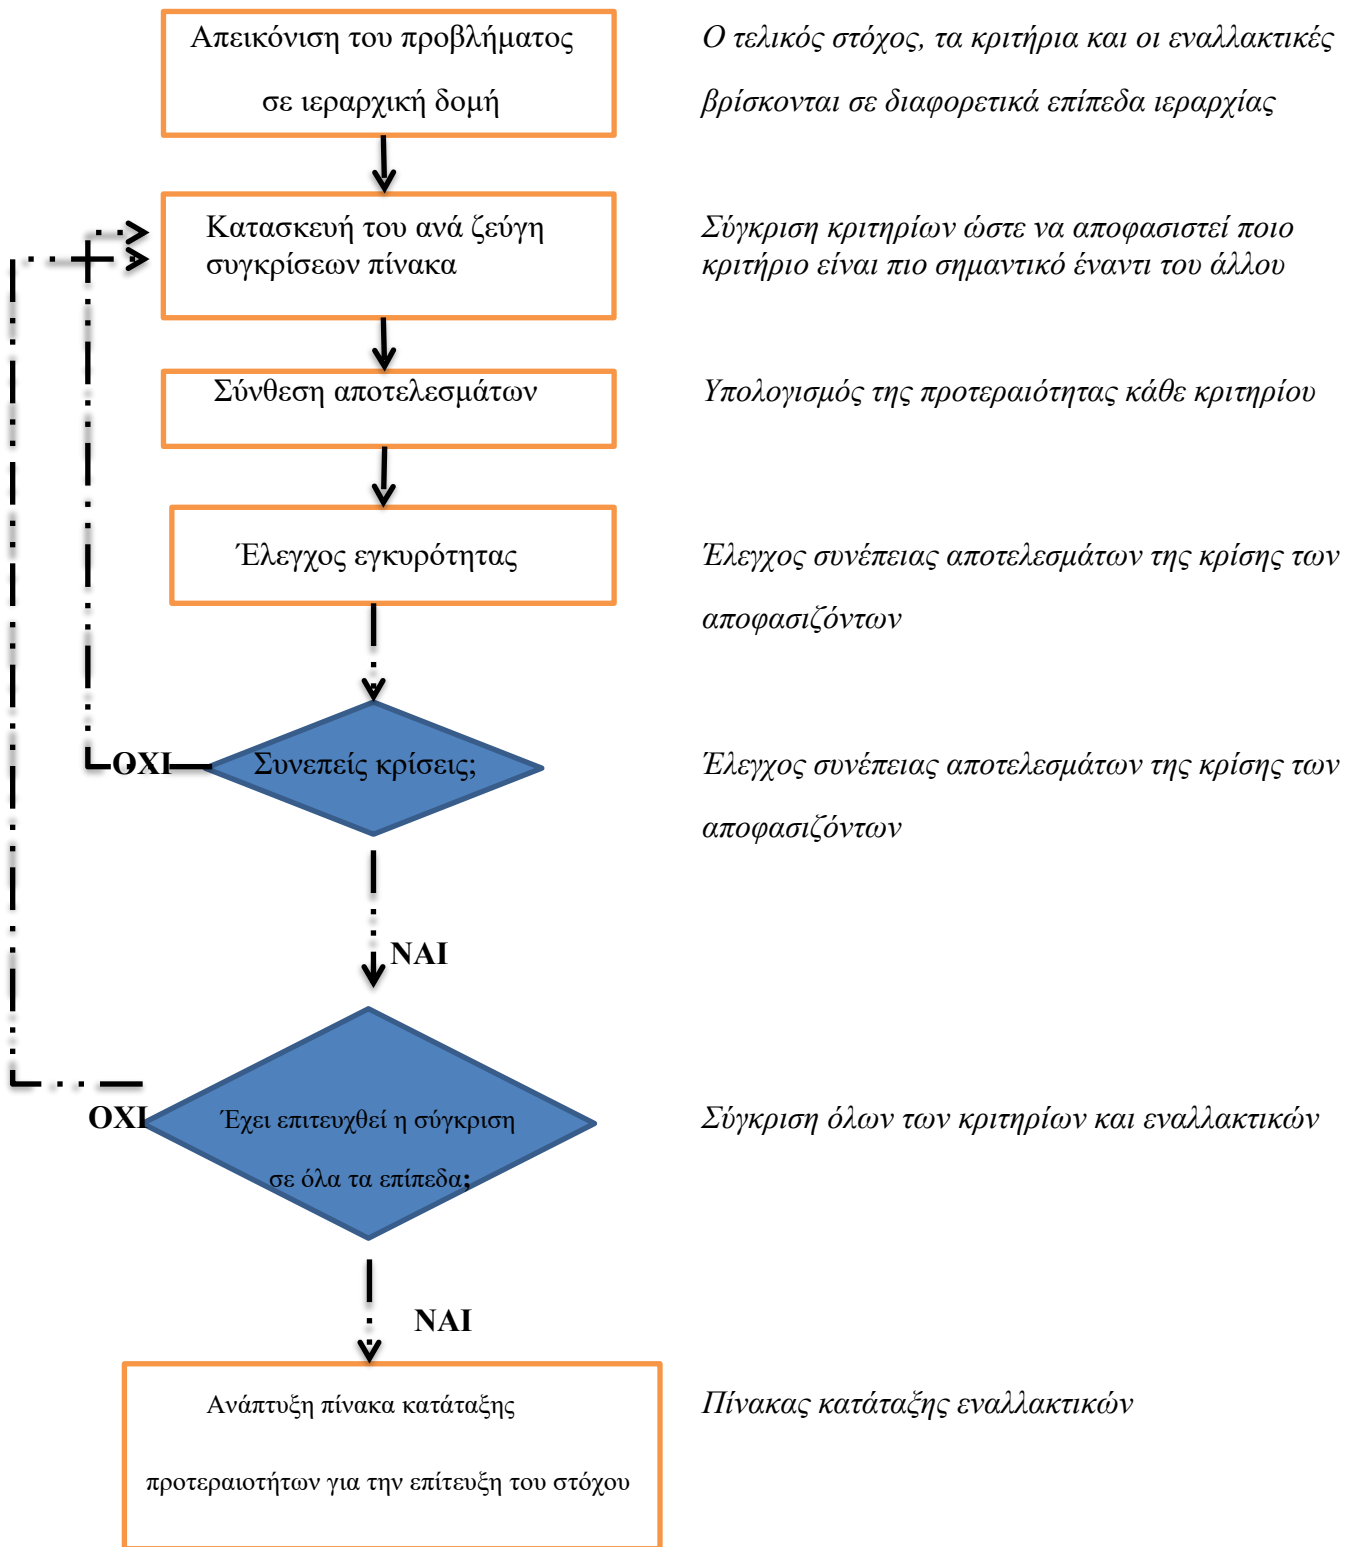 Απεικόνιση του προβλήματος
σε ιεραρχική δομή
Ο τελικός στόχος, τα κριτήρια και οι εναλλακτικές
βρίσκονται σε διαφορετικά επίπεδα ιεραρχίας
Κατασκευή του ανά ζεύγη
συγκρίσεων πίνακα
Σύγκριση κριτηρίων ώστε να αποφασιστεί ποιο
κριτήριο είναι πιο σημαντικό έναντι του άλλου
Σύνθεση αποτελεσμάτων
Υπολογισμός της προτεραιότητας κάθε κριτηρίου
Έλεγχος εγκυρότητας
Έλεγχος συνέπειας αποτελεσμάτων της κρίσης των
αποφασιζόντων
ΟΧΙ
Συνεπείς κρίσεις;
Έλεγχος συνέπειας αποτελεσμάτων της κρίσης των
αποφασιζόντων
ΝΑΙ
ΟΧΙ
Έχει επιτευχθεί η σύγκριση
σε όλα τα επίπεδα;
Σύγκριση όλων των κριτηρίων και εναλλακτικών
ΝΑΙ
Ανάπτυξη πίνακα κατάταξης
προτεραιοτήτων για την επίτευξη του στόχου
Πίνακας κατάταξης εναλλακτικών